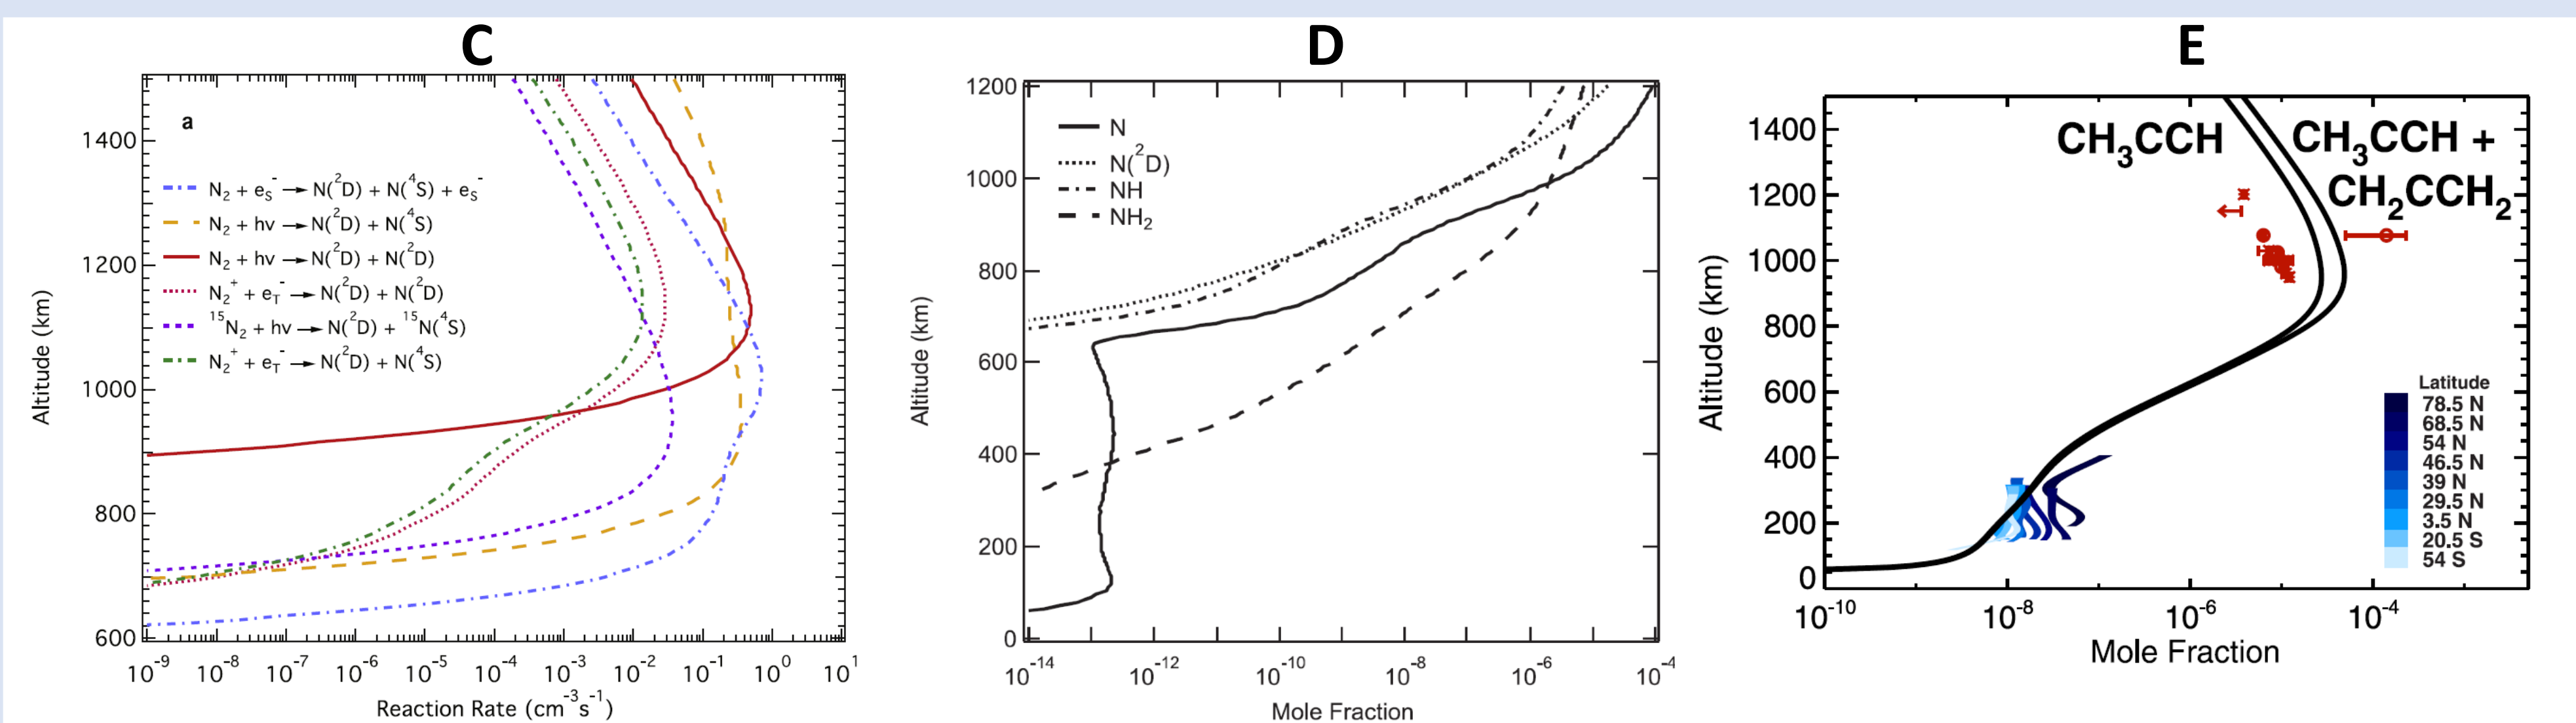 C
a
N₂ + eₛ⁻ → N(²D) + N(⁴S) + eₛ⁻
N₂ + hv → N(²D) + N(⁴S)
N₂ + hv → N(²D) + N(²D)
N₂⁺ + e_T⁻ → N(²D) + N(²D)
¹⁵N₂ + hv → N(²D) + ¹⁵N(⁴S)
N₂⁺ + e_T⁻ → N(²D) + N(⁴S)
Altitude (km)
1400
1200
1000
800
600
10⁻⁹ 10⁻⁸ 10⁻⁷ 10⁻⁶ 10⁻⁵ 10⁻⁴ 10⁻³ 10⁻² 10⁻¹ 10⁰ 10¹
Reaction Rate (cm⁻³s⁻¹)
D
N
N(²D)
NH
NH₂
Altitude (km)
1200
1000
800
600
400
200
0
10⁻¹⁴ 10⁻¹² 10⁻¹⁰ 10⁻⁸ 10⁻⁶ 10⁻⁴
Mole Fraction
E
CH₃CCH
CH₃CCH +
CH₂CCH₂
Altitude (km)
1400
1200
1000
800
600
400
200
0
Latitude
78.5 N
68.5 N
54 N
46.5 N
39 N
29.5 N
3.5 N
20.5 S
54 S
10⁻¹⁰ 10⁻⁸ 10⁻⁶ 10⁻⁴
Mole Fraction